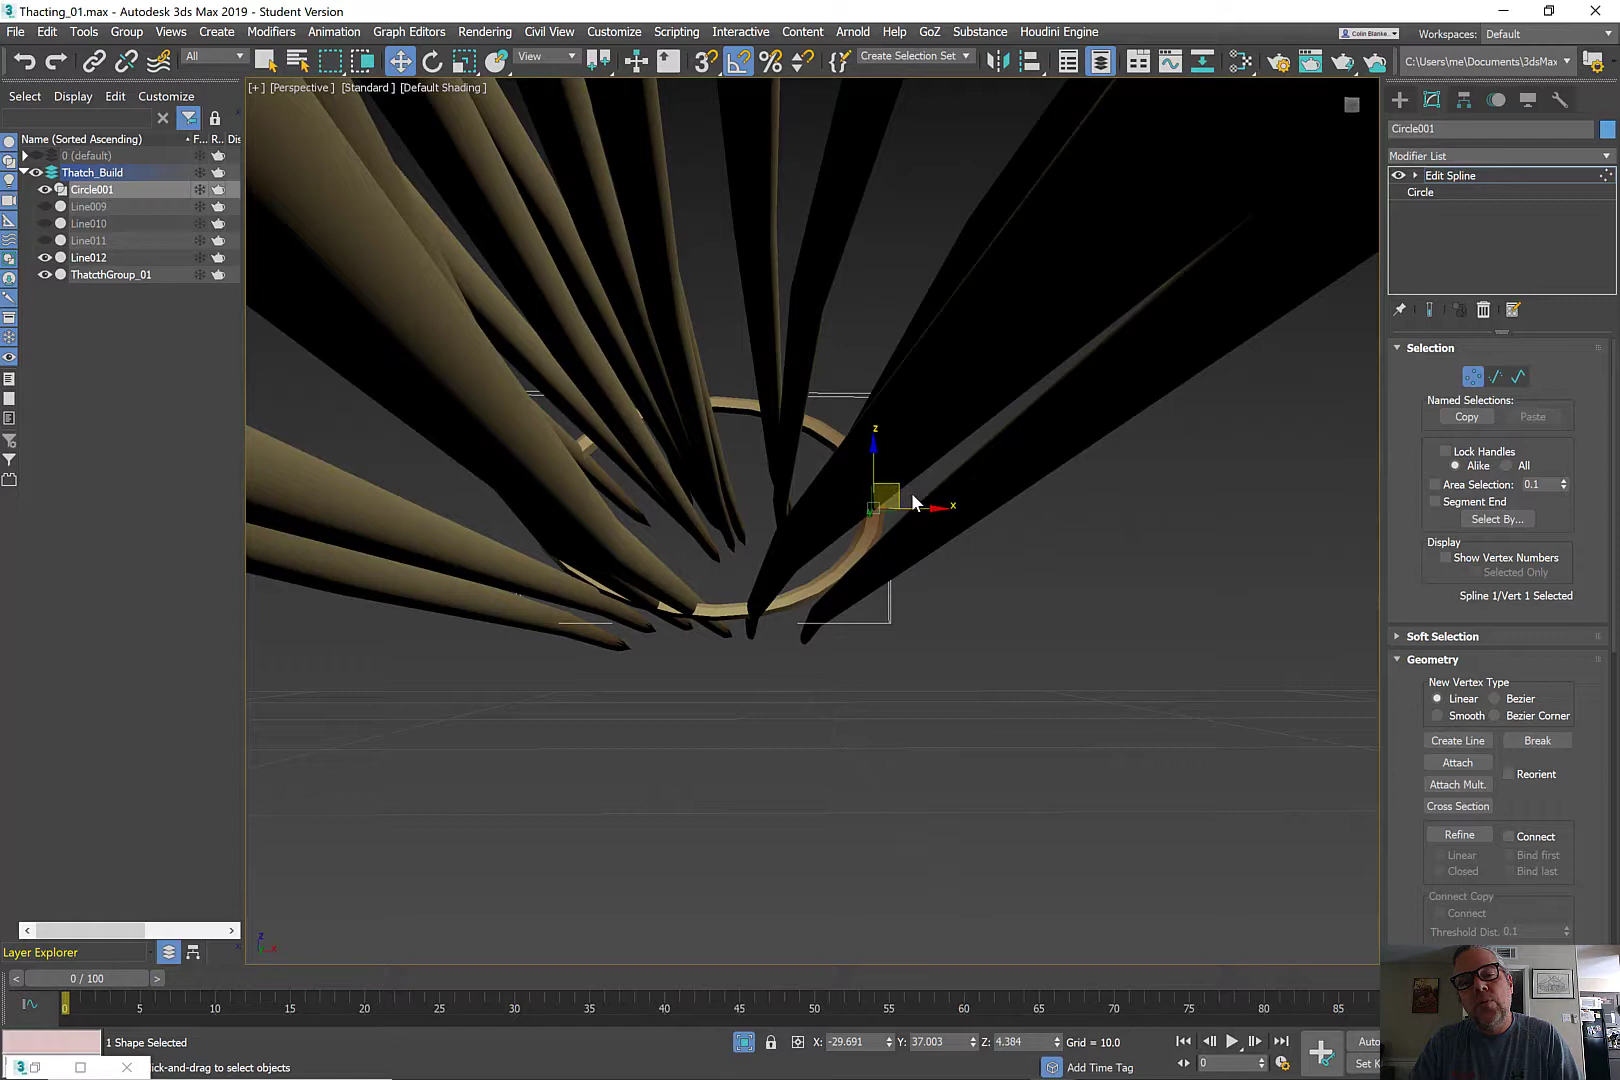 Thacting_01.max - Autodesk 3ds Max 2019 - Student Version
File Edit Tools Group Views Create Modifiers Animation Graph Editors Rendering Civil View Customize Scripting Interactive Content Arnold Help GoZ Substance Houdini Engine
Colin Blanke...
Workspaces: Default
All
View
Create Selection Set
C:\Users\me\Documents\3dsMax...
Select Display Edit Customize
[+] [Perspective] [Standard] [Default Shading]
Name (Sorted Ascending) F... R... Dis
0 (default)
Thatch_Build
Circle001
Line009
Line010
Line011
Line012
ThatcthGroup_01
z
x
z
x
Circle001
Modifier List
Edit Spline
Circle
Selection
Named Selections:
Copy Paste
Lock Handles
Alike All
Area Selection: 0.1
Segment End
Select By...
Display
Show Vertex Numbers
Selected Only
Spline 1/Vert 1 Selected
Soft Selection
Geometry
New Vertex Type
Linear Bezier
Smooth Bezier Corner
Create Line Break
Attach
Reorient
Attach Mult.
Cross Section
Refine Connect
Linear Bind first
Closed Bind last
Connect Copy
Connect
Threshold Dist. 0.1
Layer Explorer
0 / 100
0 5 10 15 20 25 30 35 40 45 50 55 60 65 70 75 80 85
1 Shape Selected
X: -29.691 Y: 37.003 Z: 4.384 Grid = 10.0
Auto
ick-and-drag to select objects
Add Time Tag
0
Set K